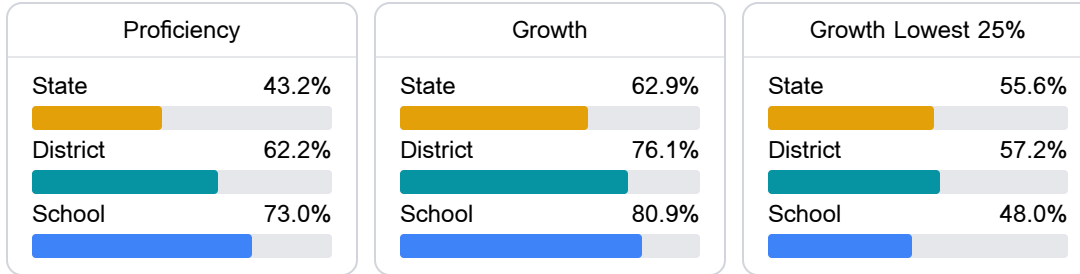 Proficiency
State 43.2%
District 62.2%
School 73.0%
Growth
State 62.9%
District 76.1%
School 80.9%
Growth Lowest 25%
State 55.6%
District 57.2%
School 48.0%